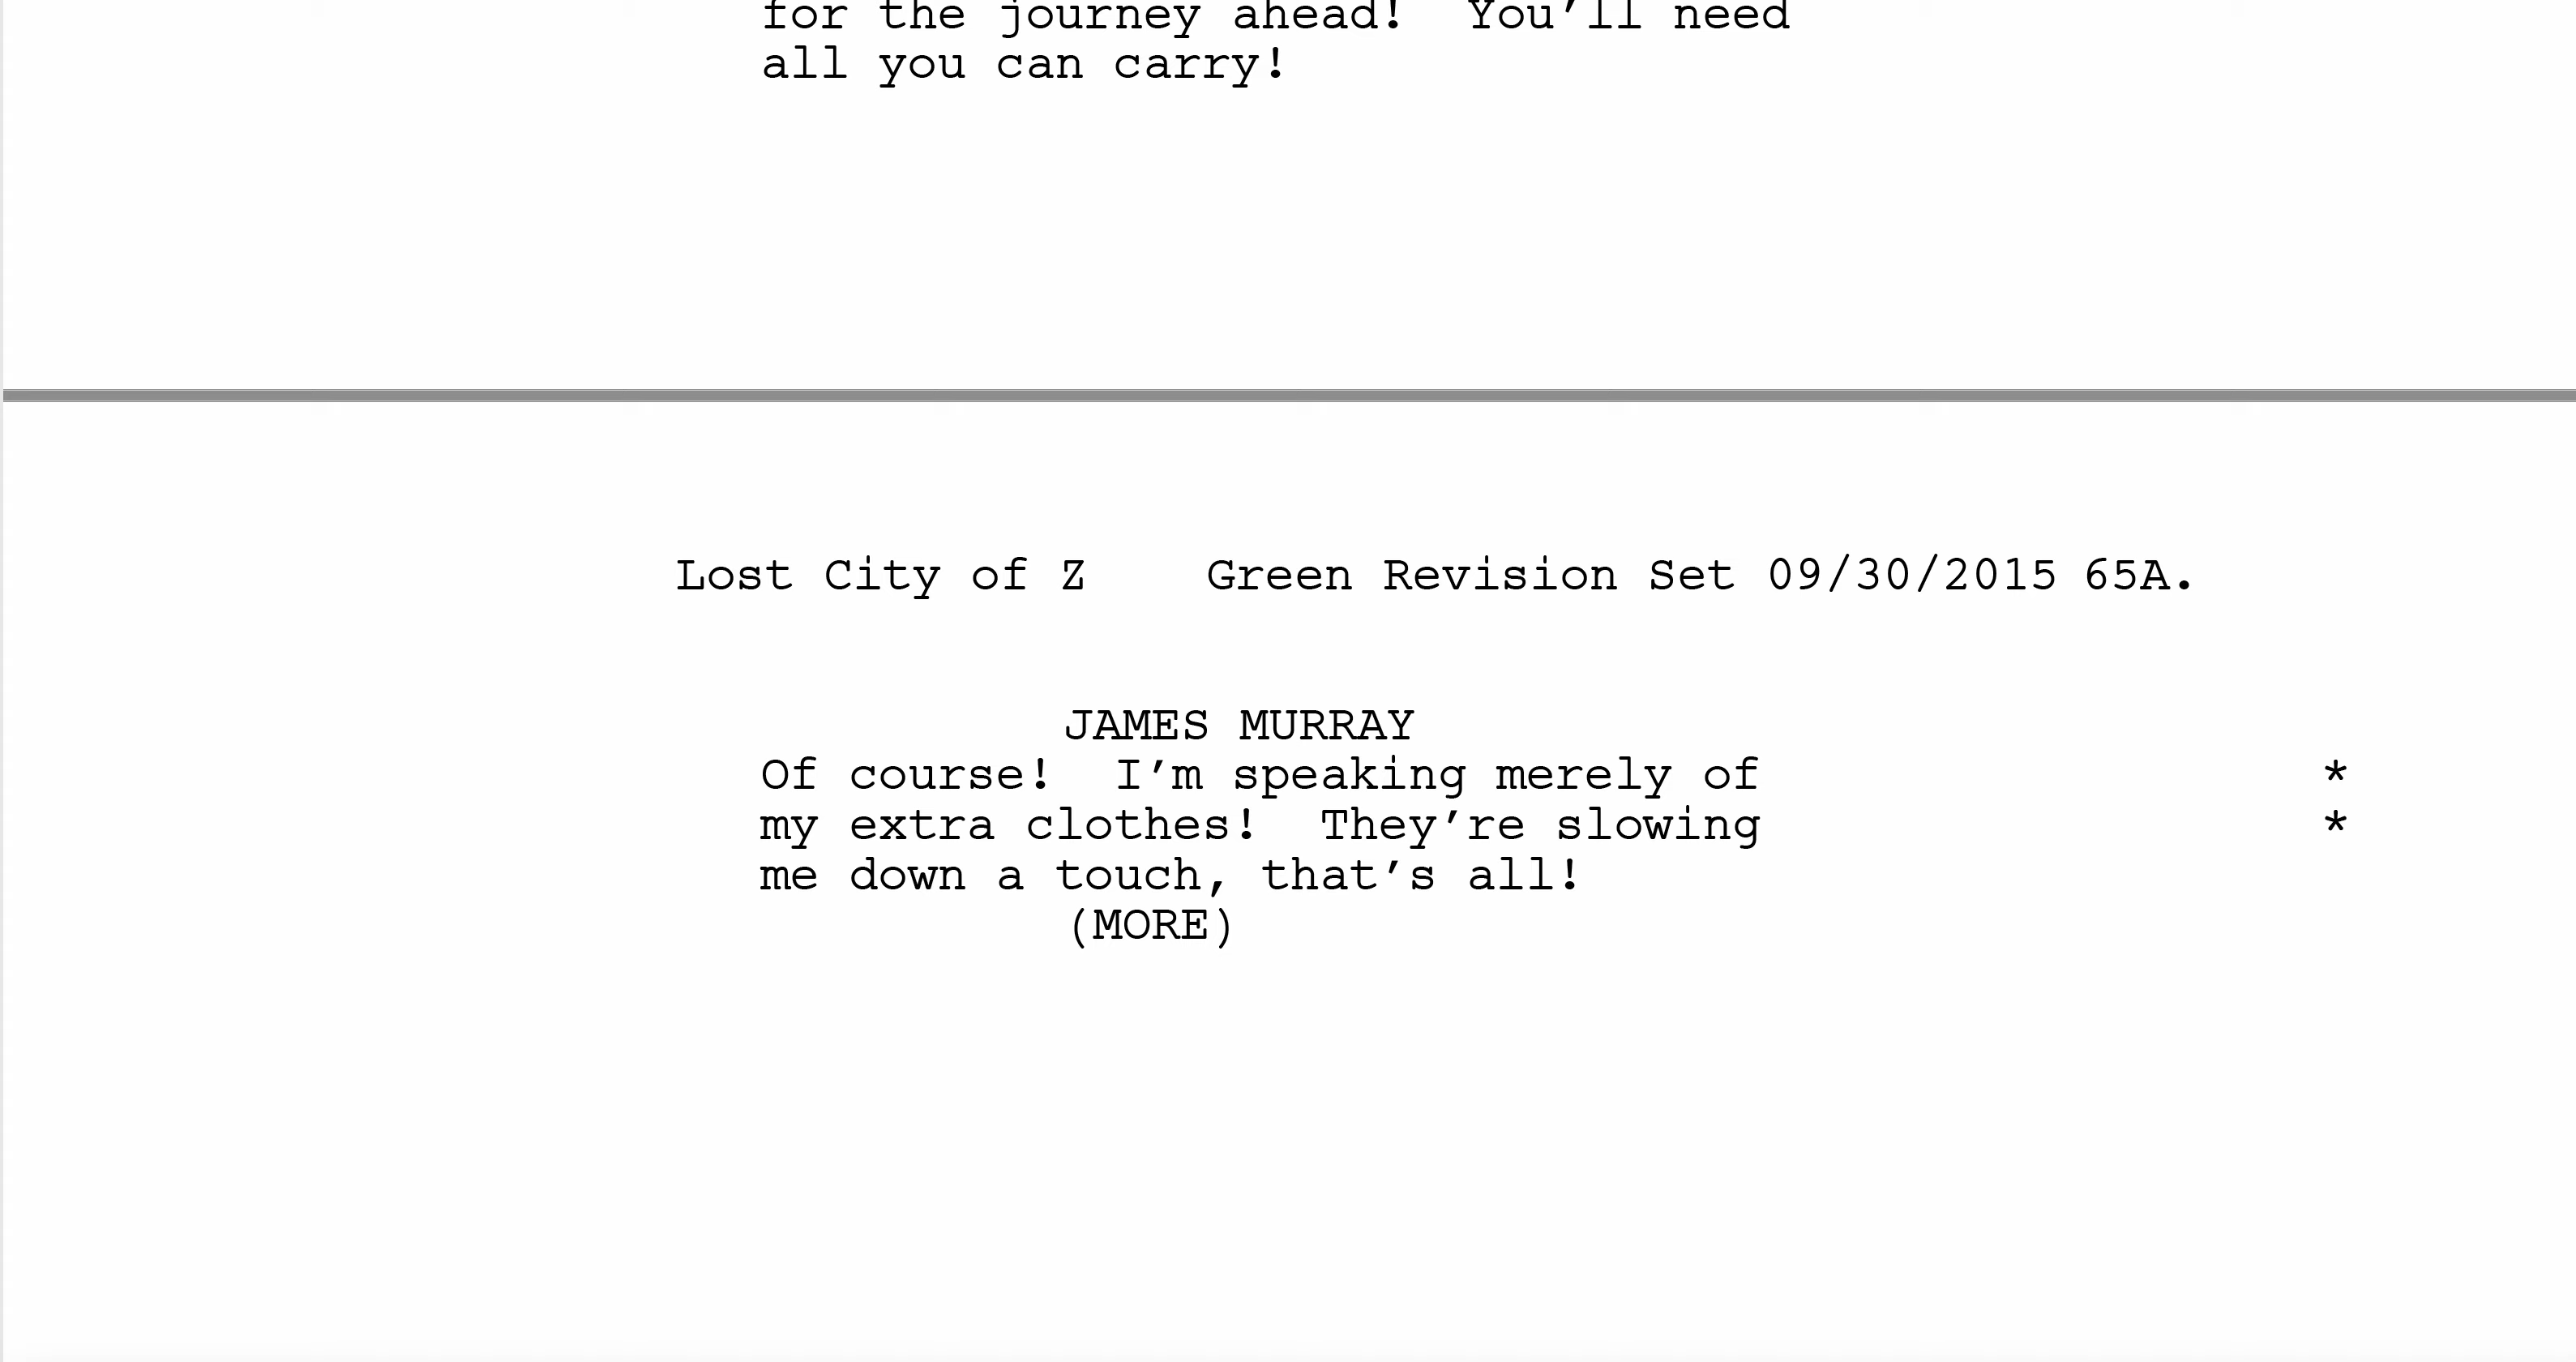 for the journey ahead!  You’ll need
all you can carry!
Lost City of Z    Green Revision Set 09/30/2015 65A.
JAMES MURRAY
Of course!  I’m speaking merely of *
my extra clothes!  They’re slowing *
me down a touch, that’s all!
(MORE)